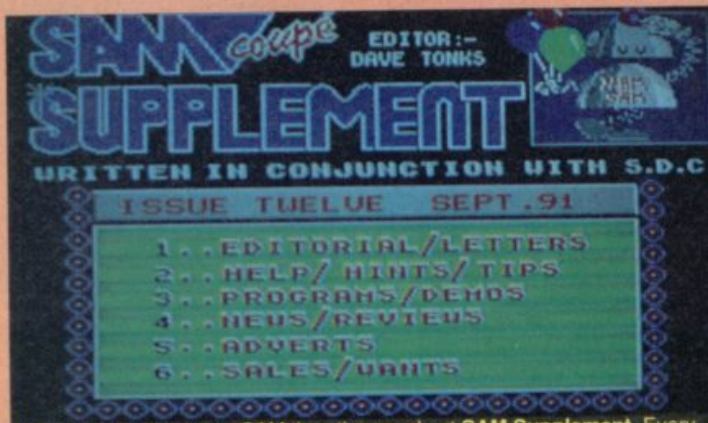 SAM coupé
EDITOR:-
DAVE TONKS
SUPPLEMENT
WRITTEN IN CONJUNCTION WITH S.D.C
ISSUE TWELVE SEPT.91
1..EDITORIAL/LETTERS
2..HELP/ HINTS/TIPS
3..PROGRAMS/DEMOS
4..NEWS/REVIEWS
5..ADVERTS
6..SALES/WANTS
SAM Supplement. Every